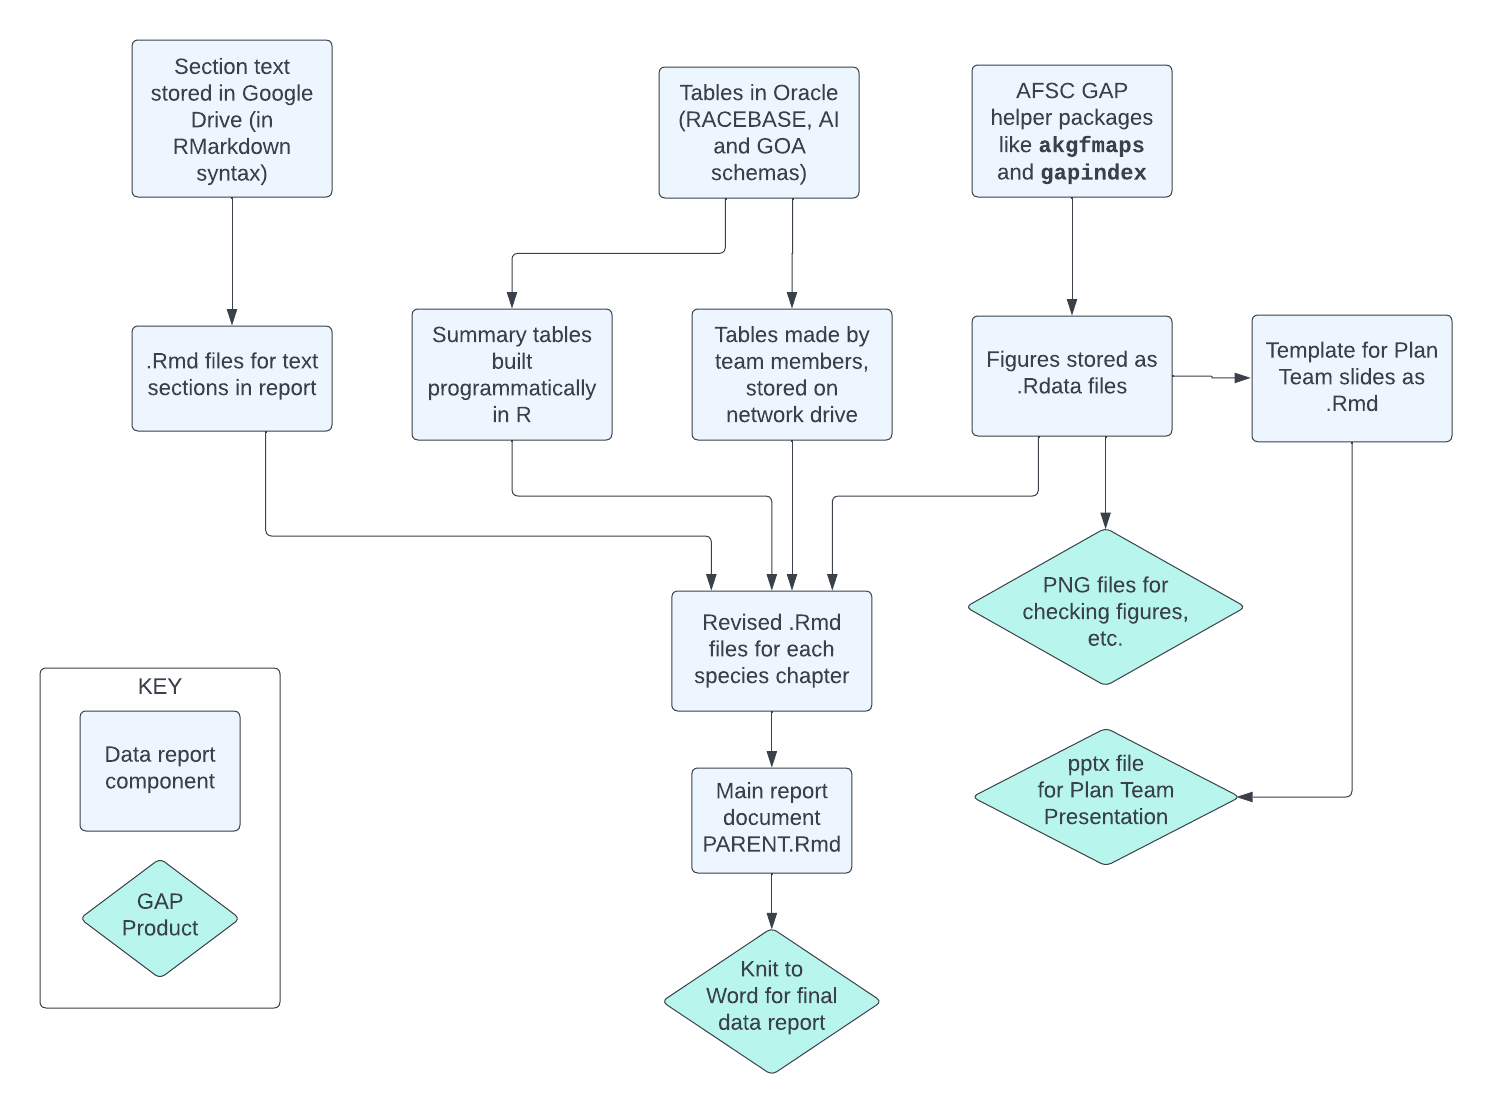 Section text
stored in Google
Drive (in
RMarkdown
syntax)
Tables in Oracle
(RACEBASE, AI
and GOA
schemas)
AFSC GAP
helper packages
like akgfmaps
and gapindex
.Rmd files for text
sections in report
Summary tables
built
programmatically
in R
Tables made by
team members,
stored on
network drive
Figures stored as
.Rdata files
Template for Plan
Team slides as
.Rmd
PNG files for
checking figures,
etc.
Revised .Rmd
files for each
species chapter
KEY
Data report
component
GAP
Product
Main report
document
PARENT.Rmd
pptx file
for Plan Team
Presentation
Knit to
Word for final
data report